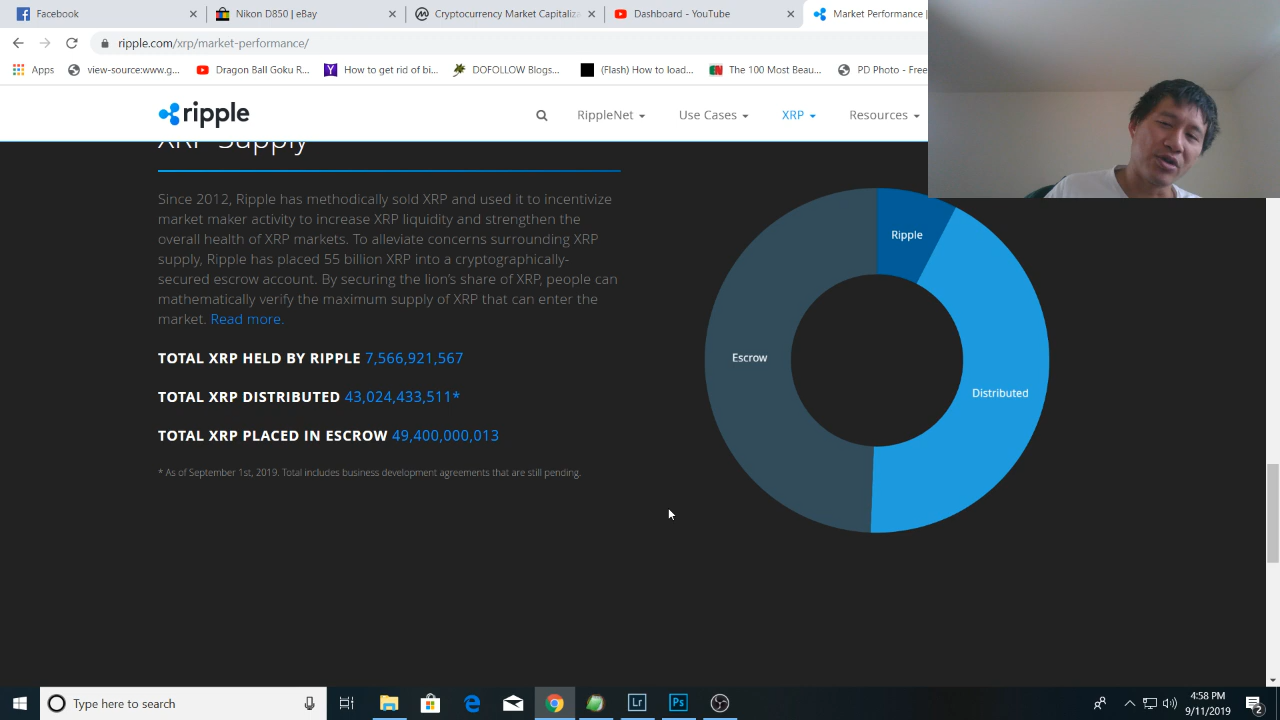 Facebook
Nikon D850 | eBay
Cryptocurrency Market Capitaliza
Dashboard - YouTube
Market Performance |
ripple.com/xrp/market-performance/
Apps
view-source:www.g...
Dragon Ball Goku R...
How to get rid of bi...
DOFOLLOW Blogs...
(Flash) How to load...
The 100 Most Beau...
PD Photo - Free
ripple
RippleNet
Use Cases
XRP
Resources
XRP Supply
Since 2012, Ripple has methodically sold XRP and used it to incentivize
market maker activity to increase XRP liquidity and strengthen the
overall health of XRP markets. To alleviate concerns surrounding XRP
supply, Ripple has placed 55 billion XRP into a cryptographically-
secured escrow account. By securing the lion's share of XRP, people can
mathematically verify the maximum supply of XRP that can enter the
market. Read more.
TOTAL XRP HELD BY RIPPLE 7,566,921,567
TOTAL XRP DISTRIBUTED 43,024,433,511*
TOTAL XRP PLACED IN ESCROW 49,400,000,013
* As of September 1st, 2019. Total includes business development agreements that are still pending.
Ripple
Escrow
Distributed
Type here to search
Lr
Ps
4:58 PM
9/11/2019
2